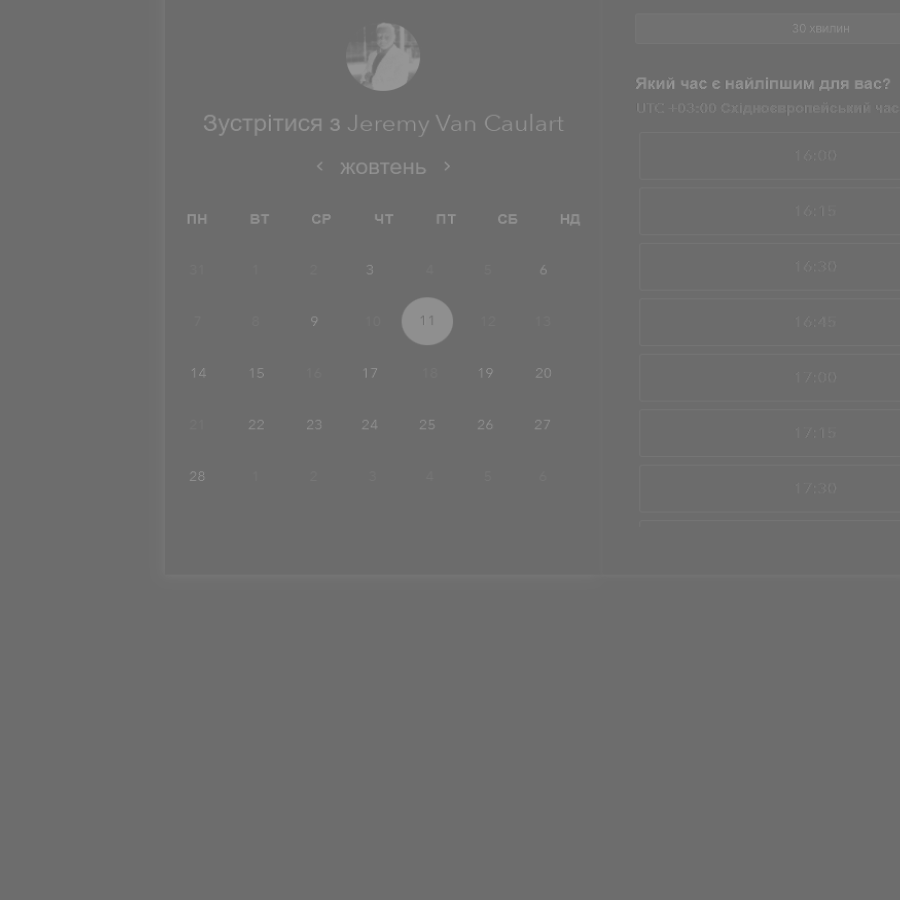 Зустрітися з Jeremy Van Caulart
‹ жовтень ›
ПН ВТ СР ЧТ ПТ СБ НД
31 1 2 3 4 5 6
7 8 9 10 11 12 13
14 15 16 17 18 19 20
21 22 23 24 25 26 27
28 1 2 3 4 5 6
30 хвилин
Який час є найліпшим для вас?
UTC +03:00 Східноєвропейський час
16:00
16:15
16:30
16:45
17:00
17:15
17:30